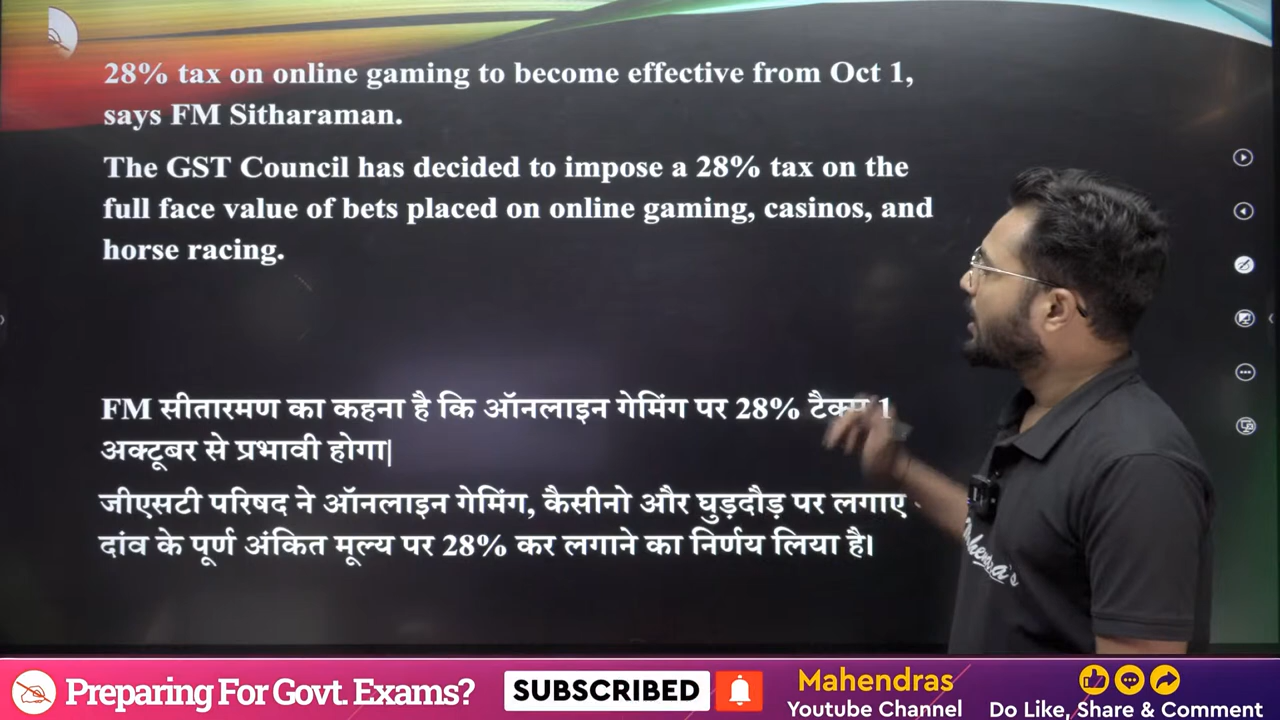 28% tax on online gaming to become effective from Oct 1,
says FM Sitharaman.
The GST Council has decided to impose a 28% tax on the
full face value of bets placed on online gaming, casinos, and
horse racing.
FM सीतारमण का कहना है कि ऑनलाइन गेमिंग पर 28% टैक्स 1
अक्टूबर से प्रभावी होगा|
जीएसटी परिषद ने ऑनलाइन गेमिंग, कैसीनो और घुड़दौड़ पर लगाए
दांव के पूर्ण अंकित मूल्य पर 28% कर लगाने का निर्णय लिया है।
Mahendra's
Preparing For Govt. Exams?
SUBSCRIBED
Mahendras
Youtube Channel
Do Like, Share & Comment